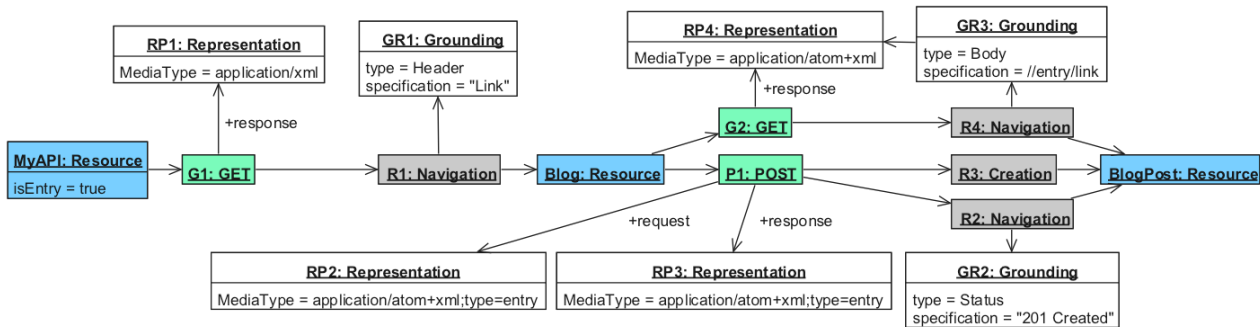 RP1: Representation
MediaType = application/xml
GR1: Grounding
type = Header
specification = "Link"
RP4: Representation
MediaType = application/atom+xml
GR3: Grounding
type = Body
specification = //entry/link
+response
+response
MyAPI: Resource
isEntry = true
G1: GET
R1: Navigation
Blog: Resource
G2: GET
R4: Navigation
P1: POST
R3: Creation
BlogPost: Resource
R2: Navigation
+request
+response
RP2: Representation
MediaType = application/atom+xml;type=entry
RP3: Representation
MediaType = application/atom+xml;type=entry
GR2: Grounding
type = Status
specification = "201 Created"